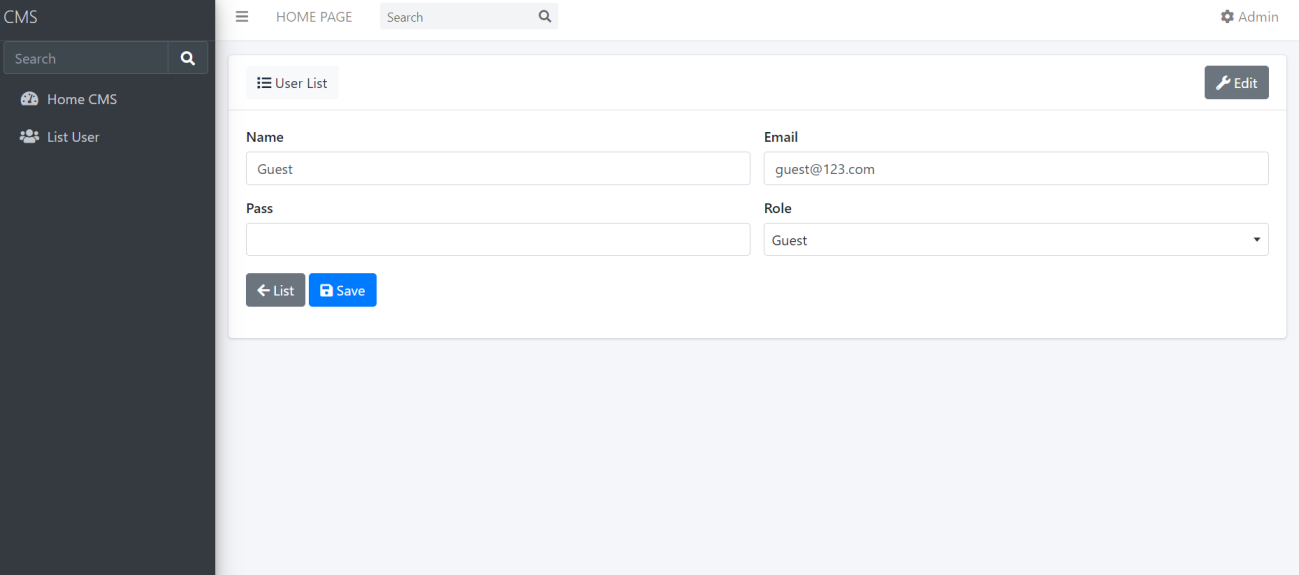 CMS
HOME PAGE
Search
Admin
Search
Home CMS
List User
User List
Edit
Name
Email
Guest
guest@123.com
Pass
Role
Guest
List
Save